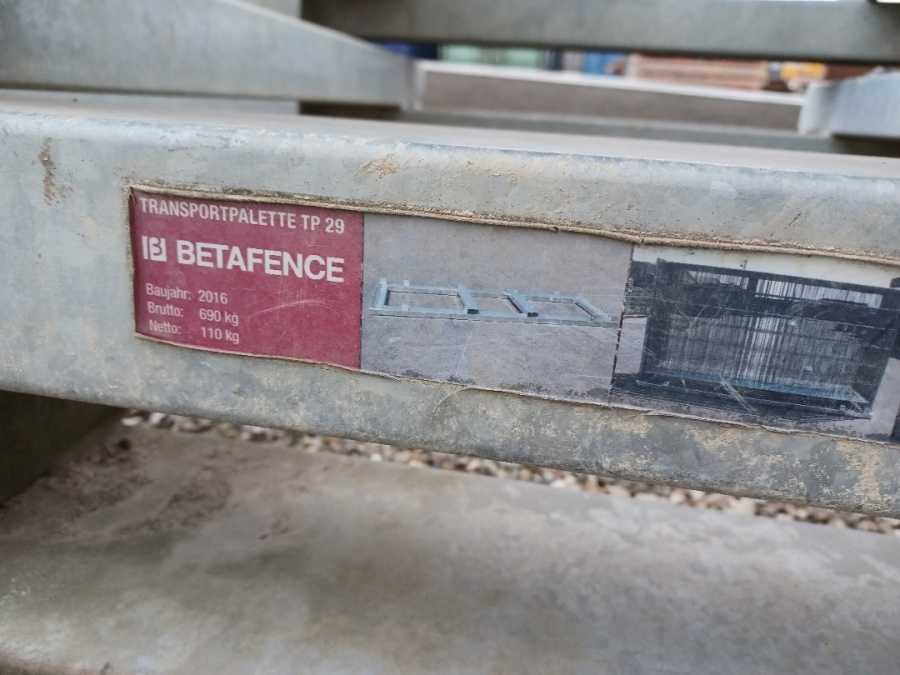 TRANSPORTPALETTE TP 29
BETAFENCE
Baujahr: 2016
Brutto: 690 kg
Netto: 110 kg